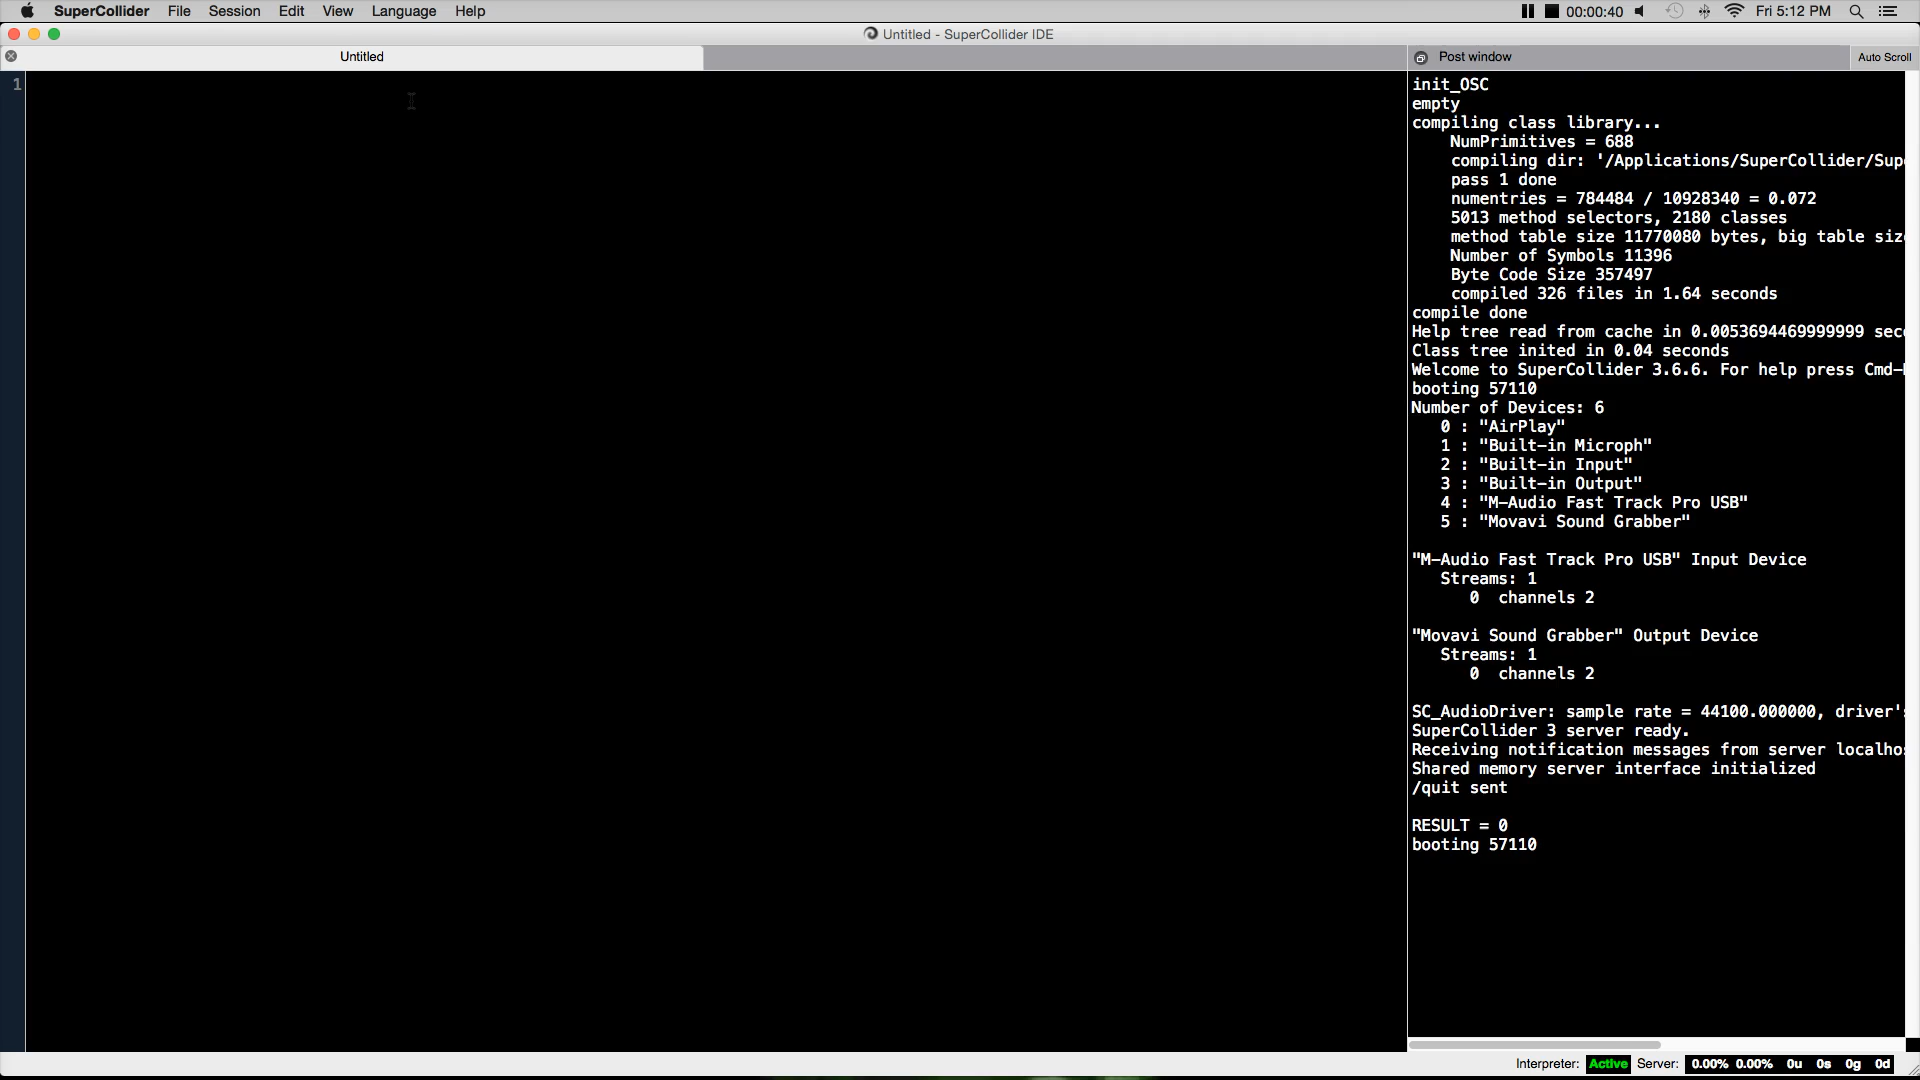 SuperCollider File Session Edit View Language Help 00:00:40 Fri 5:12 PM
Untitled - SuperCollider IDE
Untitled
Post window Auto Scroll
1
init_OSC
empty
compiling class library...
NumPrimitives = 688
compiling dir: '/Applications/SuperCollider/Sup
pass 1 done
numentries = 784484 / 10928340 = 0.072
5013 method selectors, 2180 classes
method table size 11770080 bytes, big table siz
Number of Symbols 11396
Byte Code Size 357497
compiled 326 files in 1.64 seconds
compile done
Help tree read from cache in 0.0053694469999999 sec
Class tree inited in 0.04 seconds
Welcome to SuperCollider 3.6.6. For help press Cmd-
booting 57110
Number of Devices: 6
0 : "AirPlay"
1 : "Built-in Microph"
2 : "Built-in Input"
3 : "Built-in Output"
4 : "M-Audio Fast Track Pro USB"
5 : "Movavi Sound Grabber"
"M-Audio Fast Track Pro USB" Input Device
Streams: 1
0 channels 2
"Movavi Sound Grabber" Output Device
Streams: 1
0 channels 2
SC_AudioDriver: sample rate = 44100.000000, driver's
SuperCollider 3 server ready.
Receiving notification messages from server localho
Shared memory server interface initialized
/quit sent
RESULT = 0
booting 57110
Interpreter: Active Server: 0.00% 0.00% 0u 0s 0g 0d